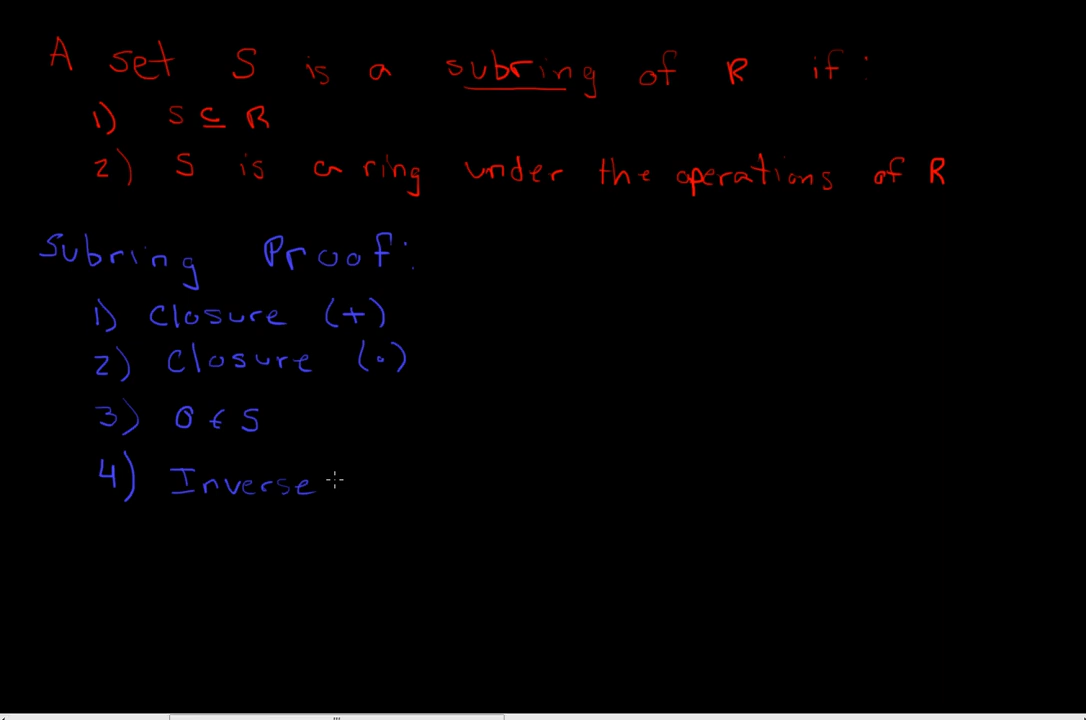 A set S is a subring of R if:
1) S ⊆ R
2) S is a ring under the operations of R
Subring Proof:
1) Closure (+)
2) Closure (·)
3) 0 ∈ S
4) Inverse